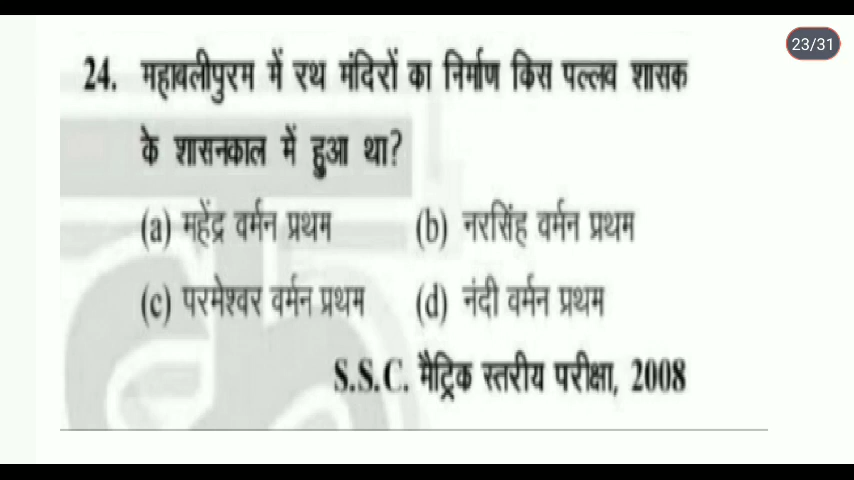 23/31
24. महाबलीपुरम में रथ मंदिरों का निर्माण किस पल्लव शासक
के शासनकाल में हुआ था?
(a) महेंद्र वर्मन प्रथम (b) नरसिंह वर्मन प्रथम
(c) परमेश्वर वर्मन प्रथम (d) नंदी वर्मन प्रथम
S.S.C. मैट्रिक स्तरीय परीक्षा, 2008